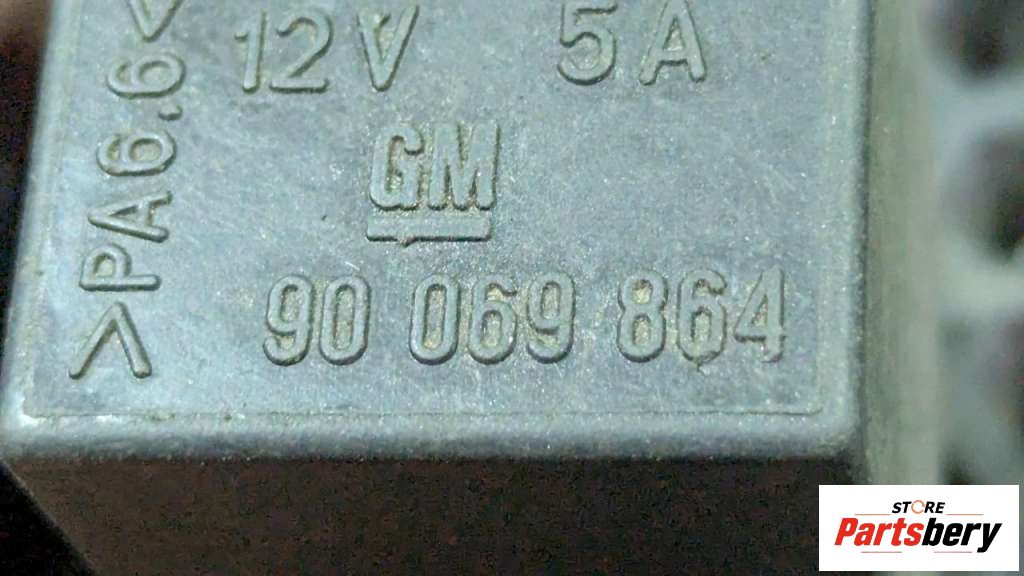 12V 5A
>PA6.6<
GM
90 069 864
STORE
Partsbery